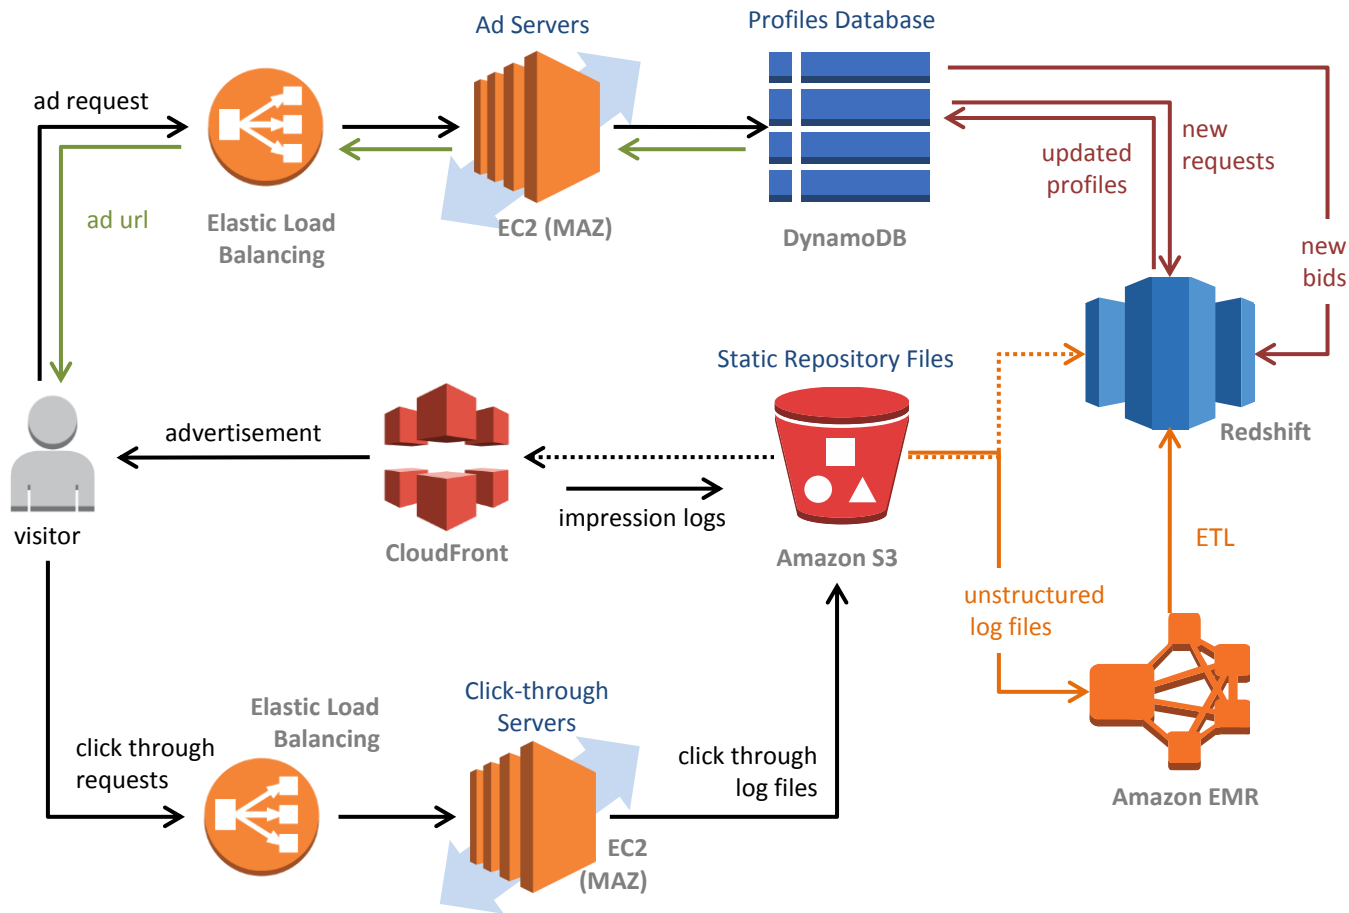 Ad Servers
Profiles Database
ad request
new
requests
updated
profiles
ad url
Elastic Load
Balancing
EC2 (MAZ)
DynamoDB
new
bids
Static Repository Files
advertisement
Redshift
visitor
impression logs
CloudFront
Amazon S3
ETL
unstructured
log files
Elastic Load
Balancing
Click-through
Servers
click through
requests
click through
log files
Amazon EMR
EC2
(MAZ)